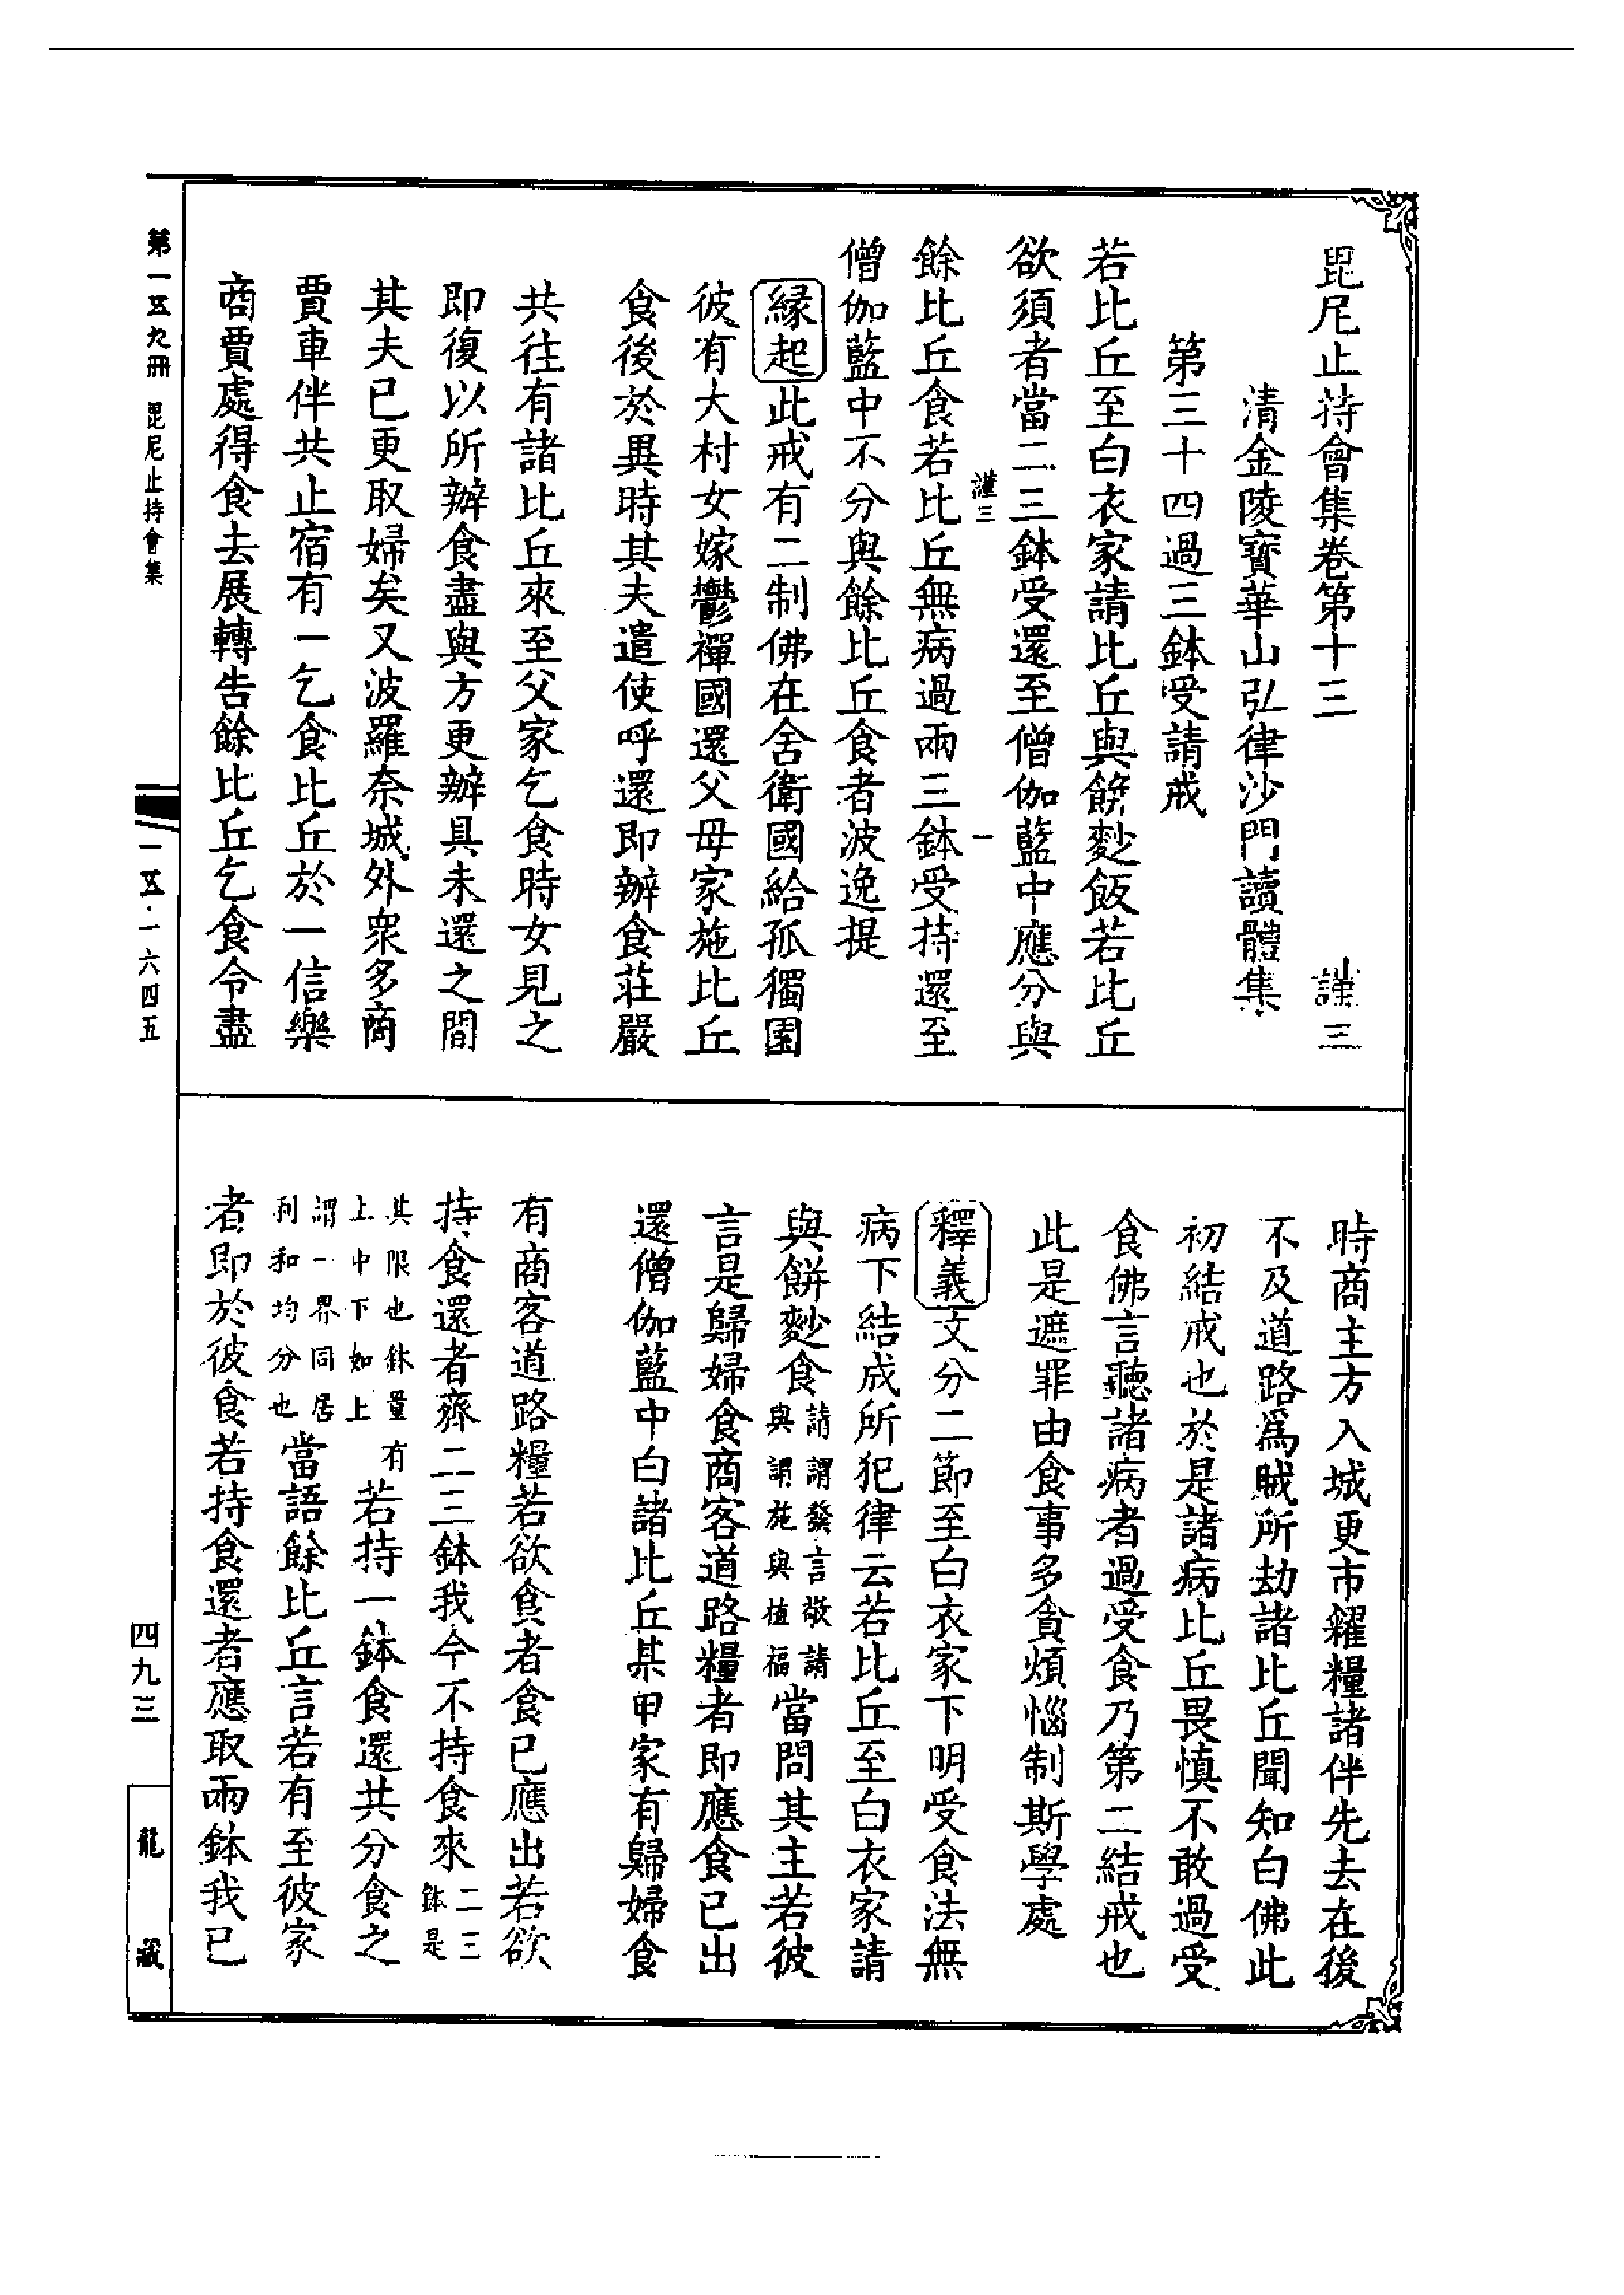 毘尼止持會集卷第十三　謹三
清金陵寶華山弘律沙門讀體集
第三十四過三鉢受請戒
若比丘至白衣家請比丘與餅麨飯若比丘
欲須者當二三鉢受還至僧伽藍中應分與
謹三　一
餘比丘食若比丘無病過兩三鉢受持還至
僧伽藍中不分與餘比丘食者波逸提
緣起此戒有二制佛在舍衛國給孤獨園
彼有大村女嫁鬱禪國還父母家施比丘
食後於異時其夫遣使呼還即辦食莊嚴
共往有諸比丘來至父家乞食時女見之
即復以所辦食盡與方更辦具未還之間
其夫已更取婦矣又波羅奈城外眾多商
賈車伴共止宿有一乞食比丘於一信樂
商賈處得食去展轉告餘比丘乞食令盡
時商主方入城更市糴糧諸伴先去在後
不及道路為賊所劫諸比丘聞知白佛此
初結戒也於是諸病比丘畏慎不敢過受
食佛言聽諸病者過受食乃第二結戒也
此是遮罪由食事多貪煩惱制斯學處
釋義文分二節至白衣家下明受食法無
病下結成所犯律云若比丘至白衣家請
與餅麨食請謂發言敬請與謂施與植福當問其主若彼
言是歸婦食商客道路糧者即應食已出
還僧伽藍中白諸比丘某甲家有歸婦食
有商客道路糧若欲食者食已應出若欲
持食還者齊二三鉢我今不持食來二三鉢是
其限也鉢量有上中下如上若持一鉢食還共分食之
謂一界同居利和均分也當語餘比丘言若有至彼家
者即於彼食若持食還者應取兩鉢我已
第一五九冊　毘尼止持會集
一五·一六四五
四九三
龍藏